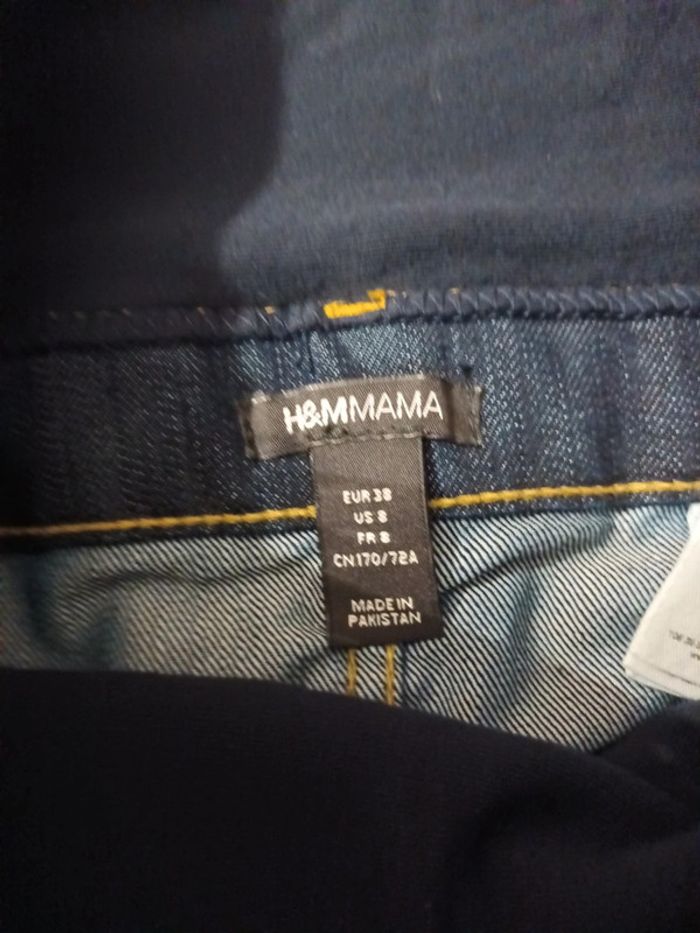 H&MMAMA
EUR 38
US 8
FR 8
CN170/72A
MADE IN
PAKISTAN